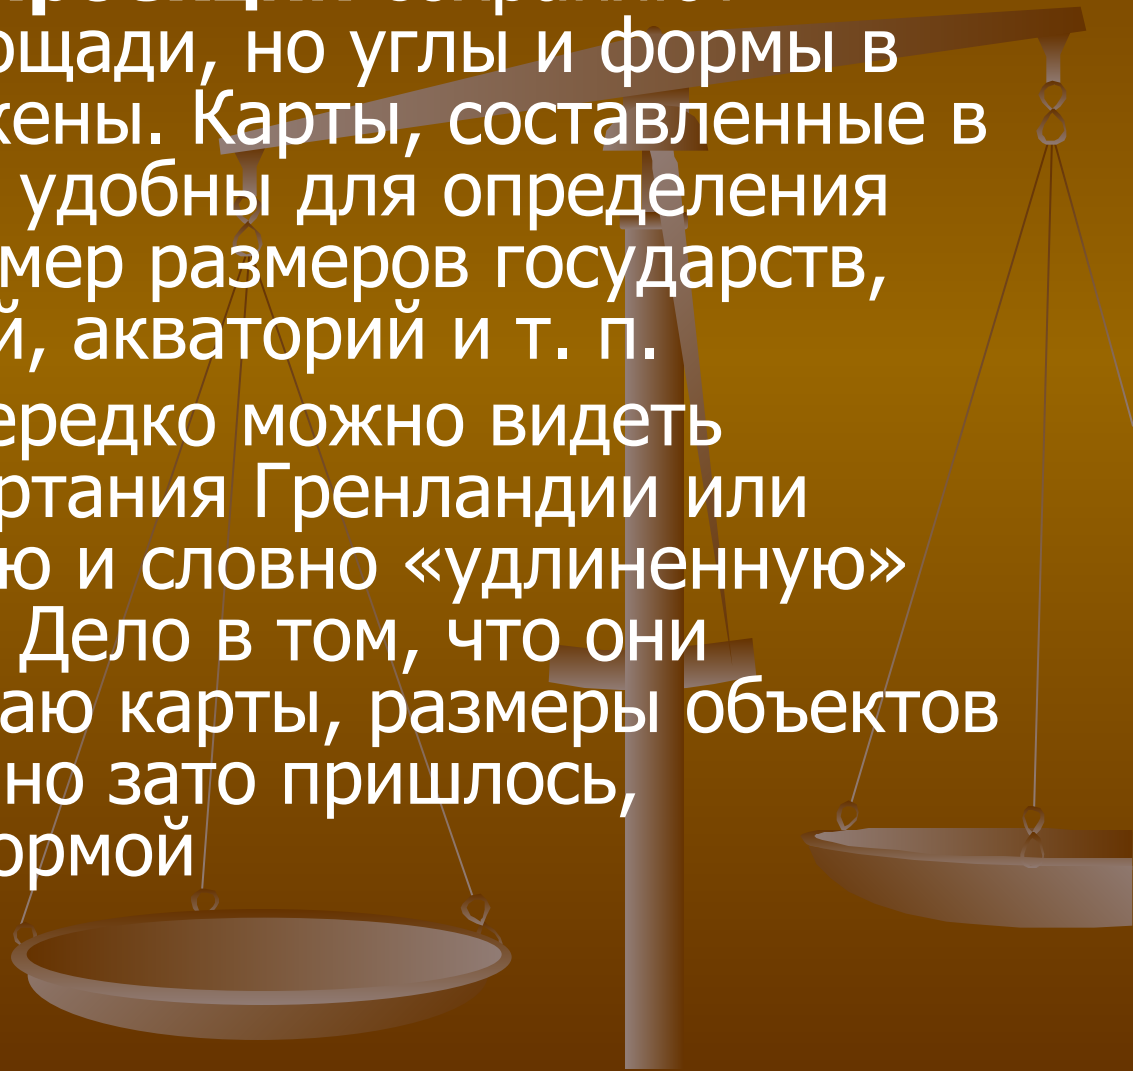 ощади, но углы и формы в
жены. Карты, составленные в
удобны для определения
мер размеров государств,
й, акваторий и т. п.
ередко можно видеть
ртания Гренландии или
ю и словно «удлиненную»
Дело в том, что они
аю карты, размеры объектов
но зато пришлось,
ормой